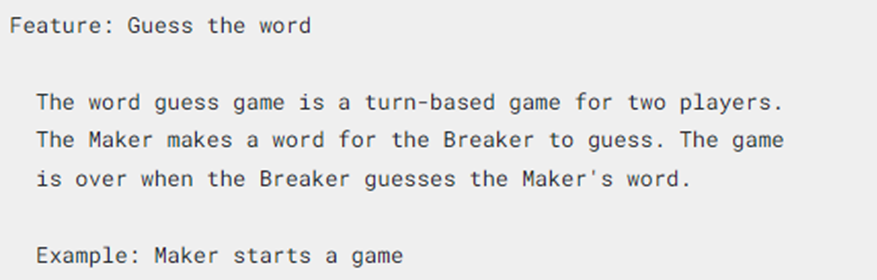 Feature: Guess the word
The word guess game is a turn-based game for two players.
The Maker makes a word for the Breaker to guess. The game
is over when the Breaker guesses the Maker's word.
Example: Maker starts a game